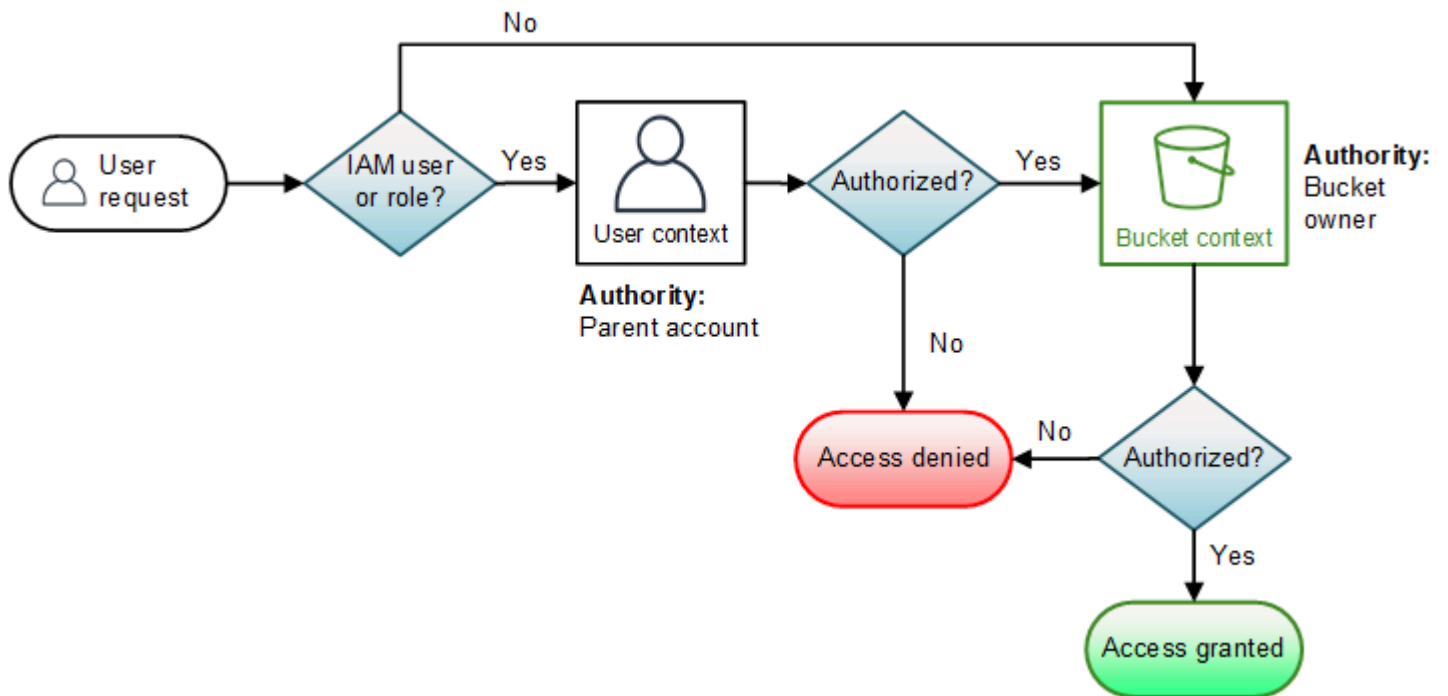 No
User
request
IAM user
or role?
Yes
User context
Authority:
Parent account
Authorized?
Yes
No
Bucket context
Authority:
Bucket
owner
Access denied
No
Authorized?
Yes
Access granted